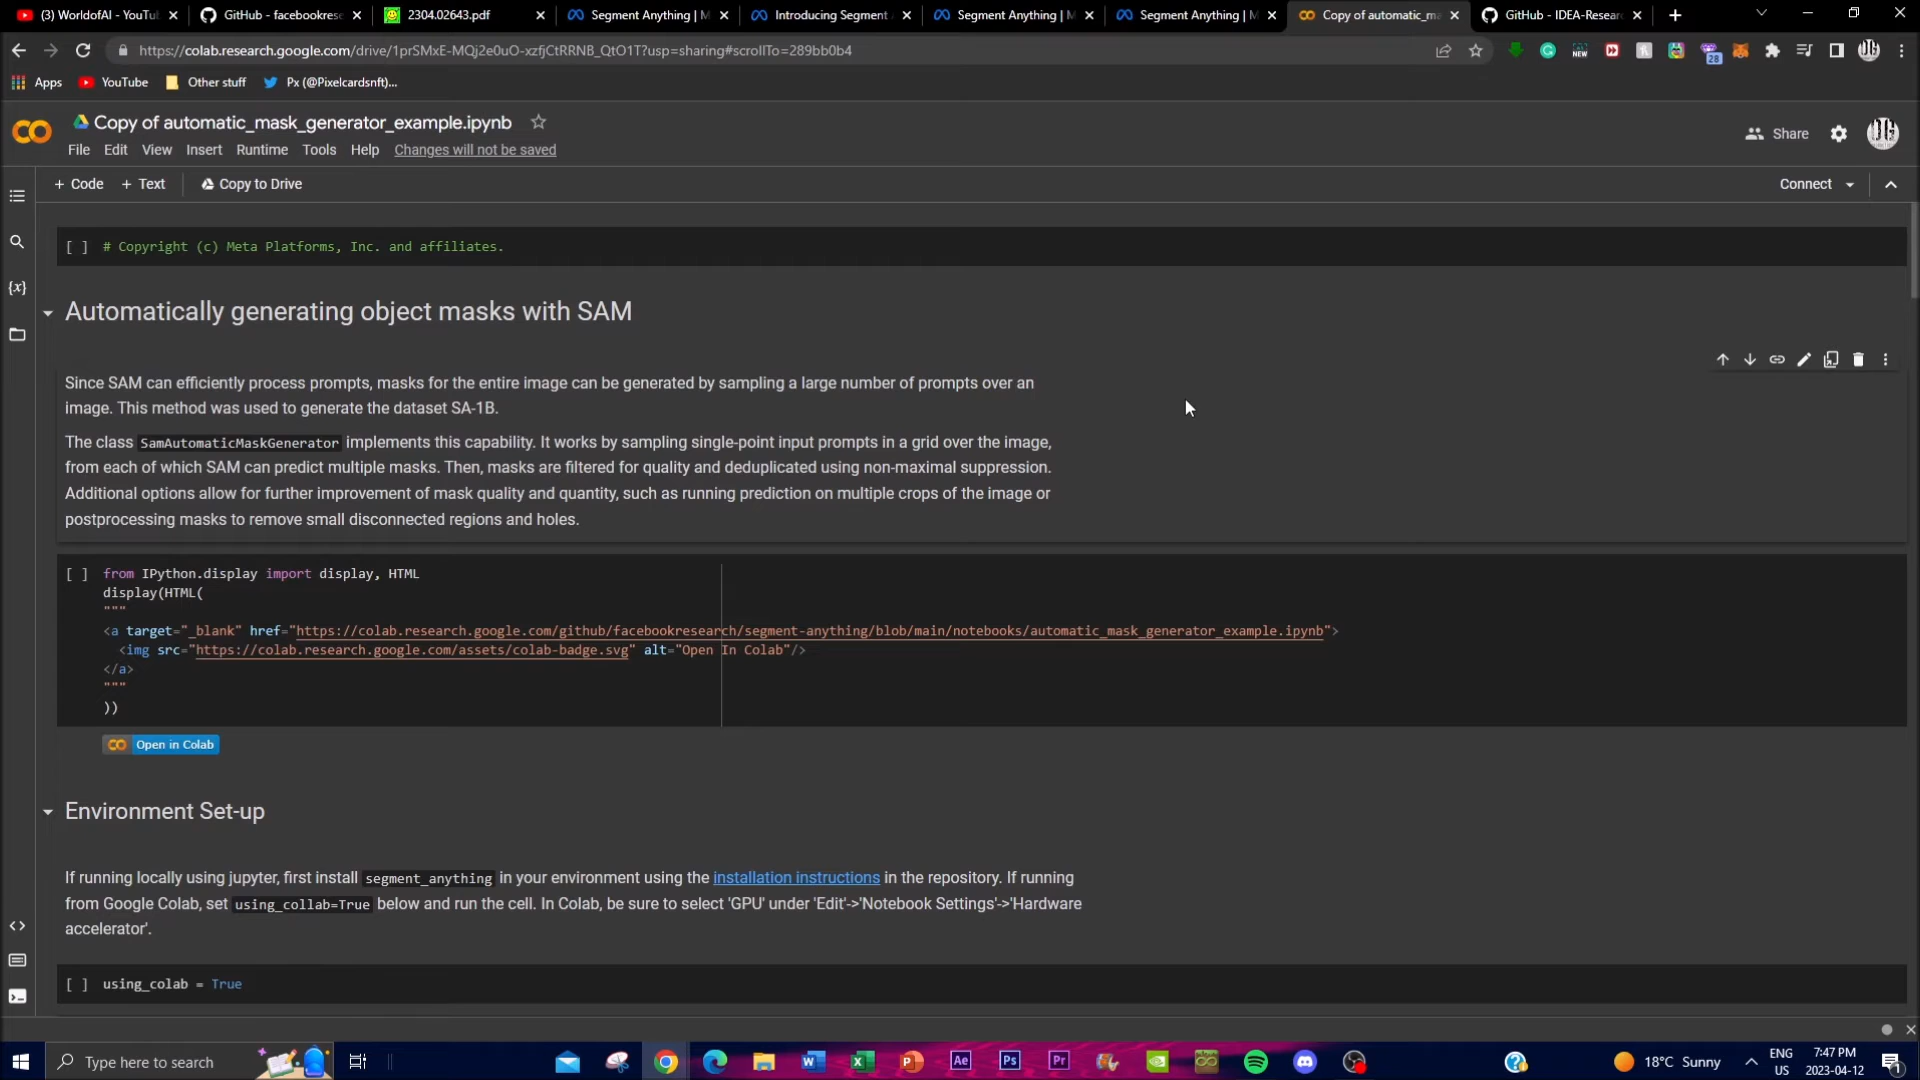 (3) WorldofAI - YouTu
GitHub - facebookrese
2304.02643.pdf
Segment Anything | M
Introducing Segment
Segment Anything | M
Segment Anything | M
Copy of automatic_ma
GitHub - IDEA-Resear
https://colab.research.google.com/drive/1prSMxE-MQj2e0uO-xzfjCtRRNB_QtO1T?usp=sharing#scrollTo=289bb0b4
28
Apps YouTube Other stuff Px (@Pixelcardsnft)...
Copy of automatic_mask_generator_example.ipynb
Share
File Edit View Insert Runtime Tools Help Changes will not be saved
+ Code + Text Copy to Drive
Connect
[ ] # Copyright (c) Meta Platforms, Inc. and affiliates.
Automatically generating object masks with SAM
Since SAM can efficiently process prompts, masks for the entire image can be generated by sampling a large number of prompts over an
image. This method was used to generate the dataset SA-1B.
The class SamAutomaticMaskGenerator implements this capability. It works by sampling single-point input prompts in a grid over the image,
from each of which SAM can predict multiple masks. Then, masks are filtered for quality and deduplicated using non-maximal suppression.
Additional options allow for further improvement of mask quality and quantity, such as running prediction on multiple crops of the image or
postprocessing masks to remove small disconnected regions and holes.
[ ] from IPython.display import display, HTML
display(HTML(
"""
<a target="_blank" href="https://colab.research.google.com/github/facebookresearch/segment-anything/blob/main/notebooks/automatic_mask_generator_example.ipynb">
<img src="https://colab.research.google.com/assets/colab-badge.svg" alt="Open In Colab"/>
</a>
"""
))
Open in Colab
Environment Set-up
If running locally using jupyter, first install segment_anything in your environment using the installation instructions in the repository. If running
from Google Colab, set using_collab=True below and run the cell. In Colab, be sure to select 'GPU' under 'Edit'->'Notebook Settings'->'Hardware
accelerator'.
[ ] using_colab = True
Type here to search
18°C Sunny
ENG
US
7:47 PM
2023-04-12